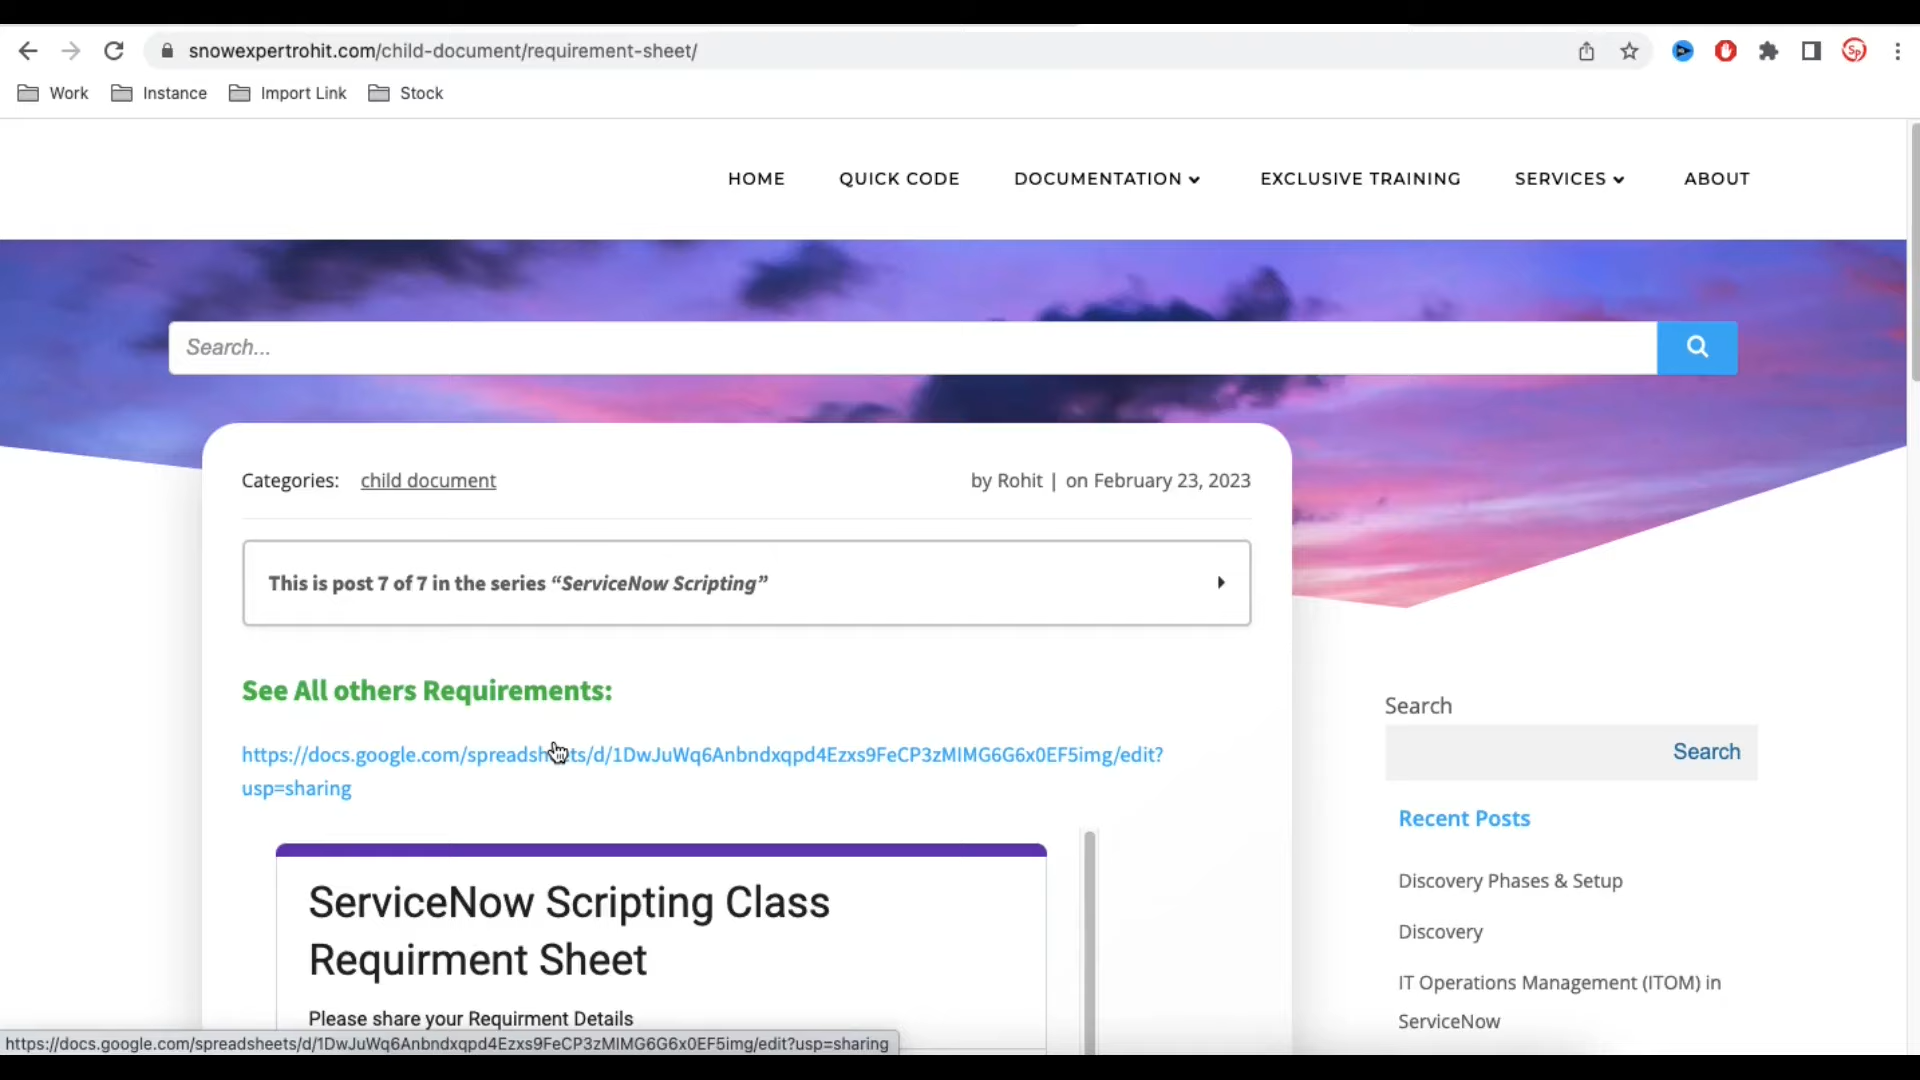 snowexpertrohit.com/child-document/requirement-sheet/
Sp
Work Instance Import Link Stock
HOME QUICK CODE DOCUMENTATION EXCLUSIVE TRAINING SERVICES ABOUT
Search...
Categories: child document by Rohit | on February 23, 2023
This is post 7 of 7 in the series “ServiceNow Scripting”
See All others Requirements:
https://docs.google.com/spreadsheets/d/1DwJuWq6Anbndxqpd4Ezxs9FeCP3zMIMG6G6x0EF5img/edit?
usp=sharing
Search
Search
Recent Posts
Discovery Phases & Setup
Discovery
IT Operations Management (ITOM) in
ServiceNow
ServiceNow Scripting Class
Requirment Sheet
Please share your Requirment Details
https://docs.google.com/spreadsheets/d/1DwJuWq6Anbndxqpd4Ezxs9FeCP3zMIMG6G6x0EF5img/edit?usp=sharing